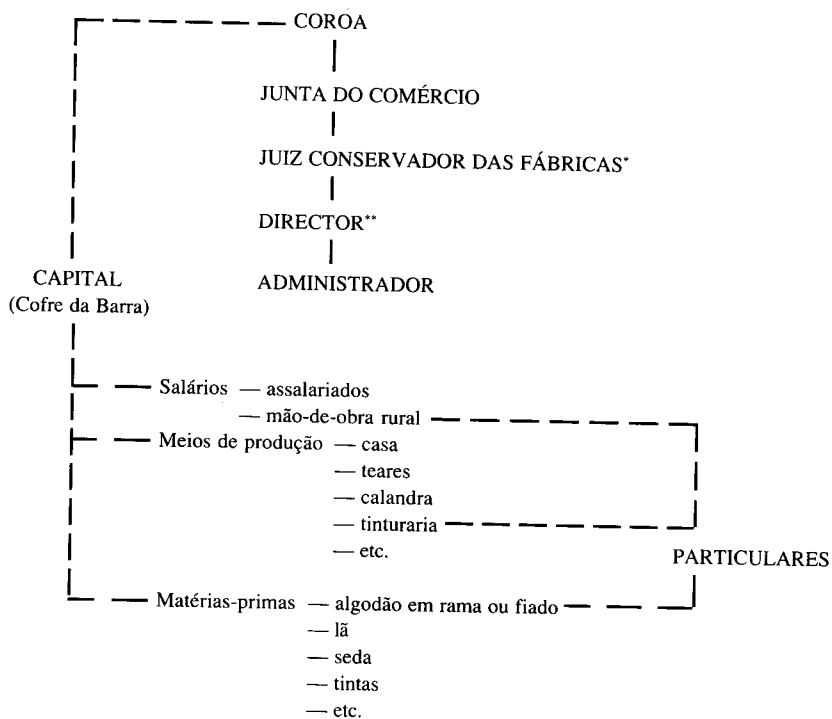 COROA
JUNTA DO COMÉRCIO
JUIZ CONSERVADOR DAS FÁBRICAS*
DIRECTOR**
ADMINISTRADOR
CAPITAL
(Cofre da Barra)
Salários — assalariados
— mão-de-obra rural
Meios de produção — casa
— teares
— calandra
— tinturaria
— etc.
PARTICULARES
Matérias-primas — algodão em rama ou fiado
— lã
— seda
— tintas
— etc.